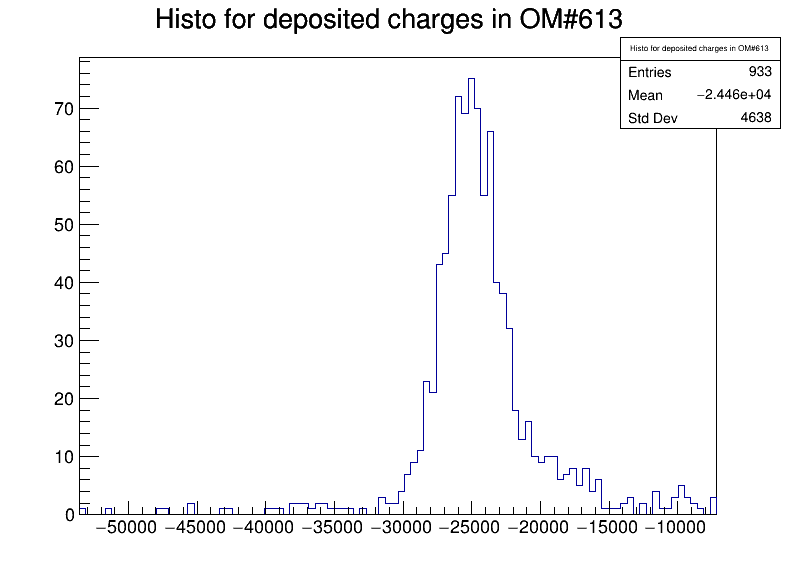 Histo for deposited charges in OM#613
Histo for deposited charges in OM#613
Entries 933
Mean −2.446e+04
Std Dev 4638
70
60
50
40
30
20
10
0
−50000 −45000 −40000 −35000 −30000 −25000 −20000 −15000 −10000